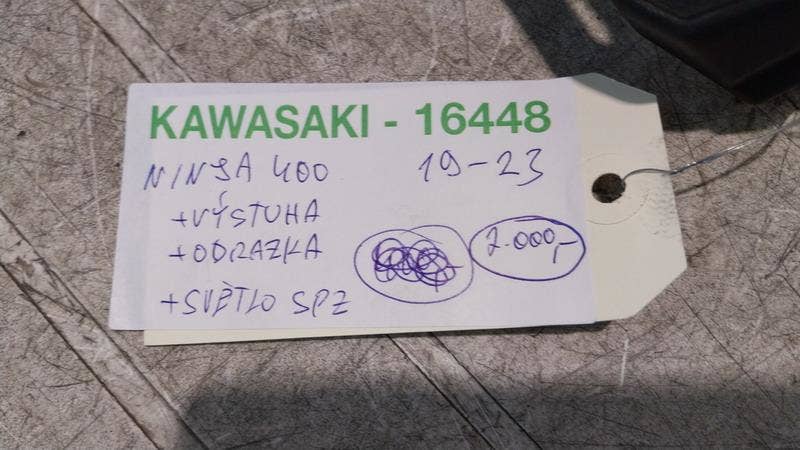 KAWASAKI - 16448
NINJA 400 19-23
+VÝSTUHA
+ODRAZKA
2.000,-
+SVĚTLO SPZ